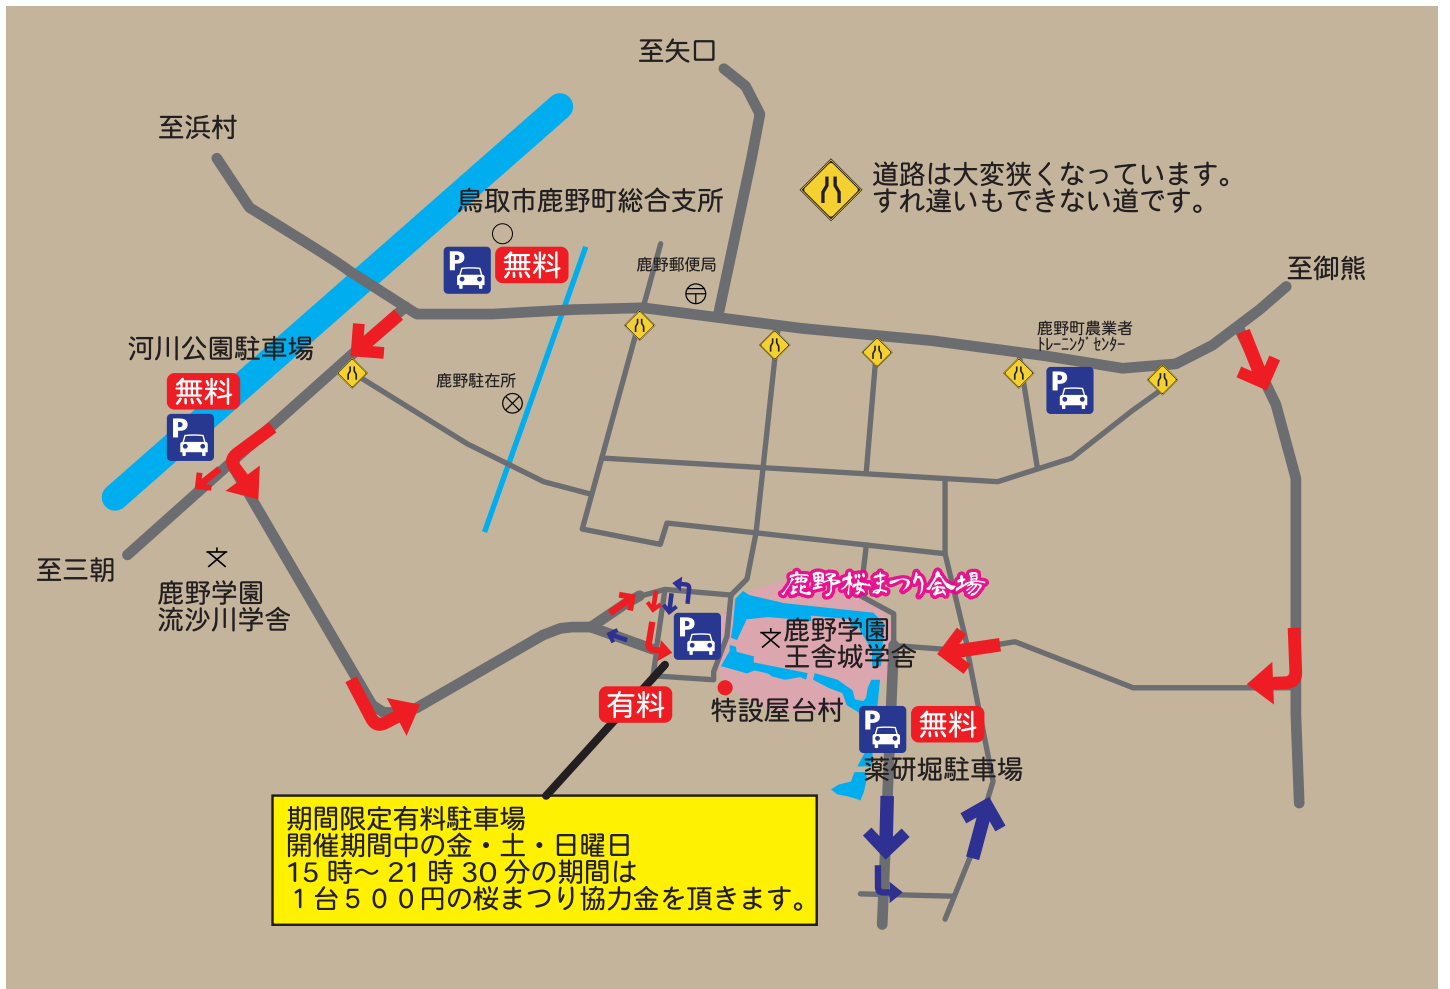 至矢口
至浜村
道路は大変狭くなっています。
すれ違いもできない道です。
鳥取市鹿野町総合支所
P
無料
鹿野郵便局
至御熊
鹿野町農業者
トレーニングセンター
P
河川公園駐車場
無料
P
鹿野駐在所
至三朝
鹿野学園
流沙川学舎
鹿野桜まつり会場
P
鹿野学園
王舎城学舎
有料
特設屋台村
P
無料
薬研堀駐車場
期間限定有料駐車場
開催期間中の金・土・日曜日
15時～21時30分の期間は
１台５００円の桜まつり協力金を頂きます。